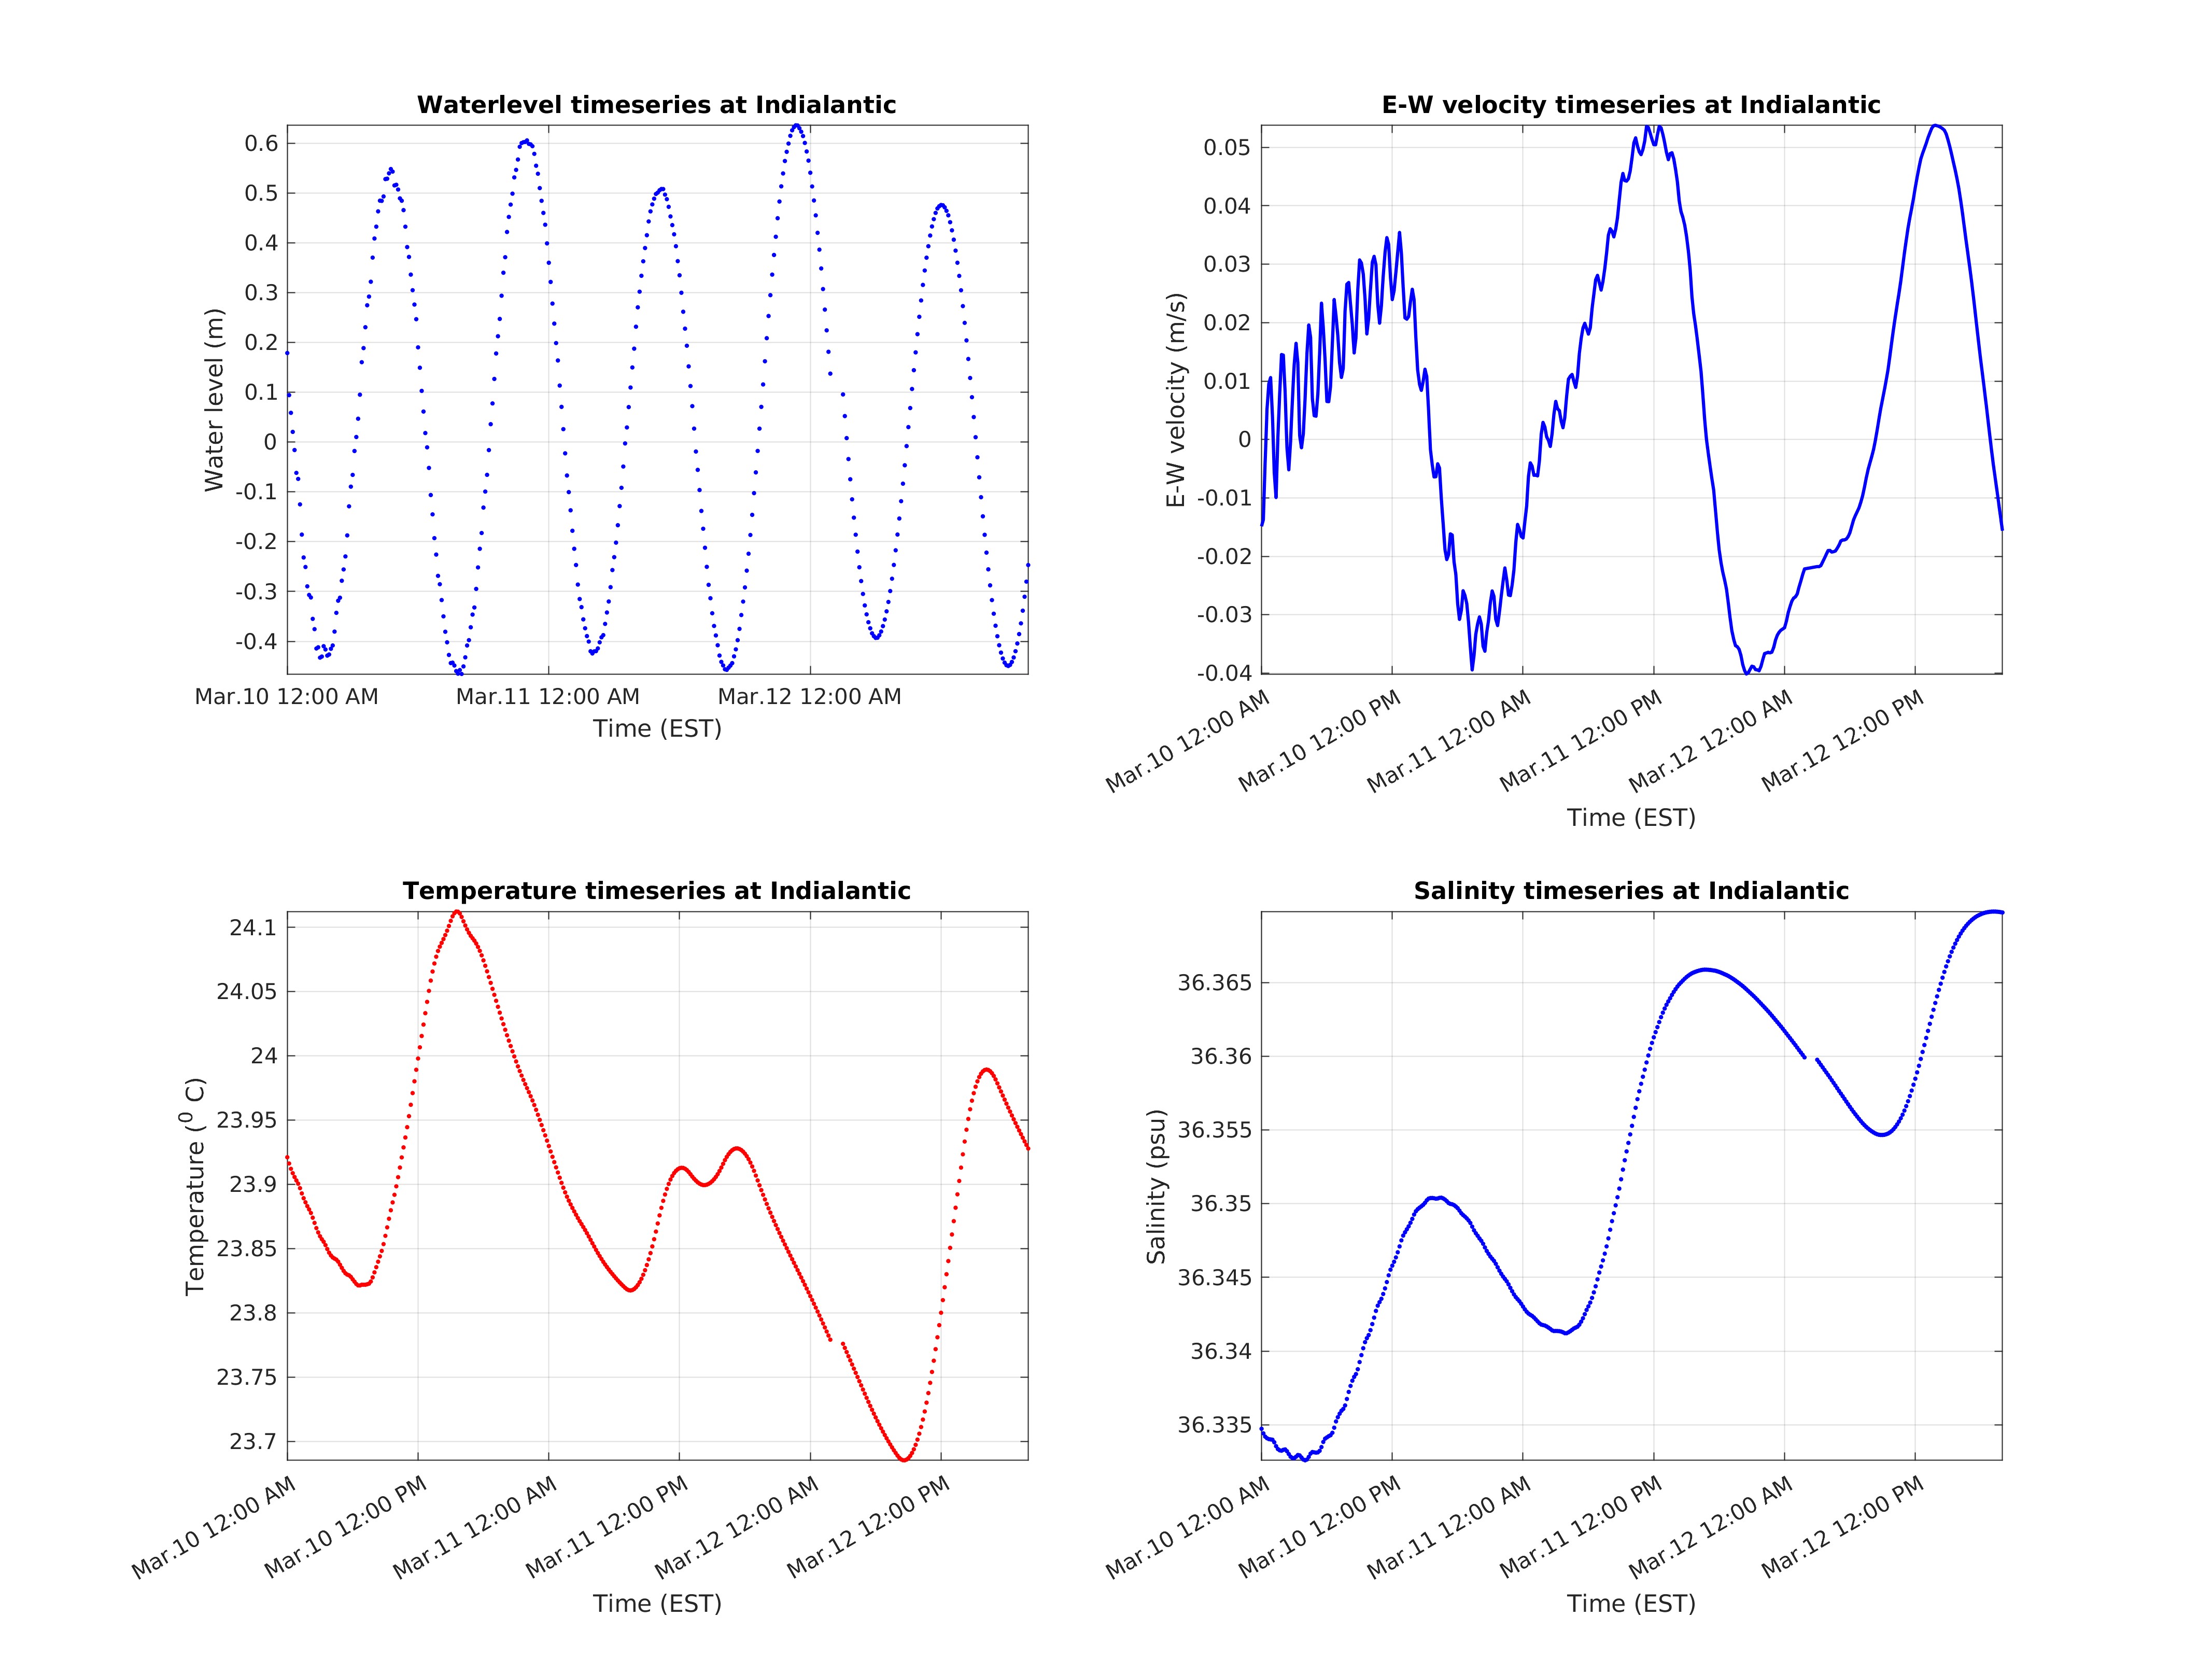 Waterlevel timeseries at Indialantic
Water level (m)
0.6
0.5
0.4
0.3
0.2
0.1
0
-0.1
-0.2
-0.3
-0.4
Mar.10 12:00 AM
Mar.11 12:00 AM
Mar.12 12:00 AM
Time (EST)
E-W velocity timeseries at Indialantic
E-W velocity (m/s)
0.05
0.04
0.03
0.02
0.01
0
-0.01
-0.02
-0.03
-0.04
Mar.10 12:00 AM
Mar.10 12:00 PM
Mar.11 12:00 AM
Mar.11 12:00 PM
Mar.12 12:00 AM
Mar.12 12:00 PM
Time (EST)
Temperature timeseries at Indialantic
Temperature (⁰ C)
24.1
24.05
24
23.95
23.9
23.85
23.8
23.75
23.7
Mar.10 12:00 AM
Mar.10 12:00 PM
Mar.11 12:00 AM
Mar.11 12:00 PM
Mar.12 12:00 AM
Mar.12 12:00 PM
Time (EST)
Salinity timeseries at Indialantic
Salinity (psu)
36.365
36.36
36.355
36.35
36.345
36.34
36.335
Mar.10 12:00 AM
Mar.10 12:00 PM
Mar.11 12:00 AM
Mar.11 12:00 PM
Mar.12 12:00 AM
Mar.12 12:00 PM
Time (EST)